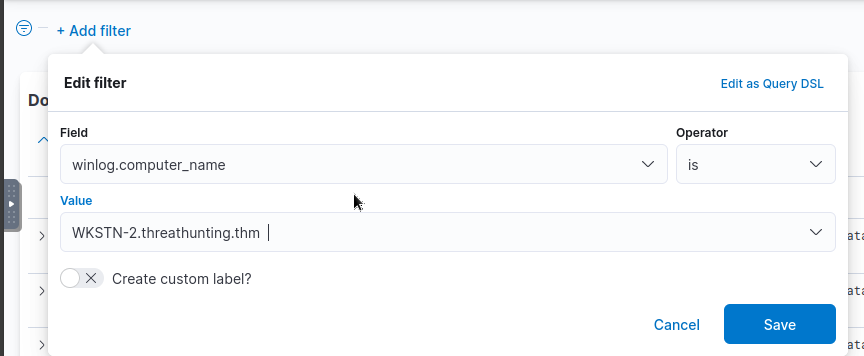 + Add filter
Edit filter
Edit as Query DSL
Do
Field
Operator
winlog.computer_name
is
Value
WKSTN-2.threathunting.thm
ata
Create custom label?
ata
Cancel
Save
ata